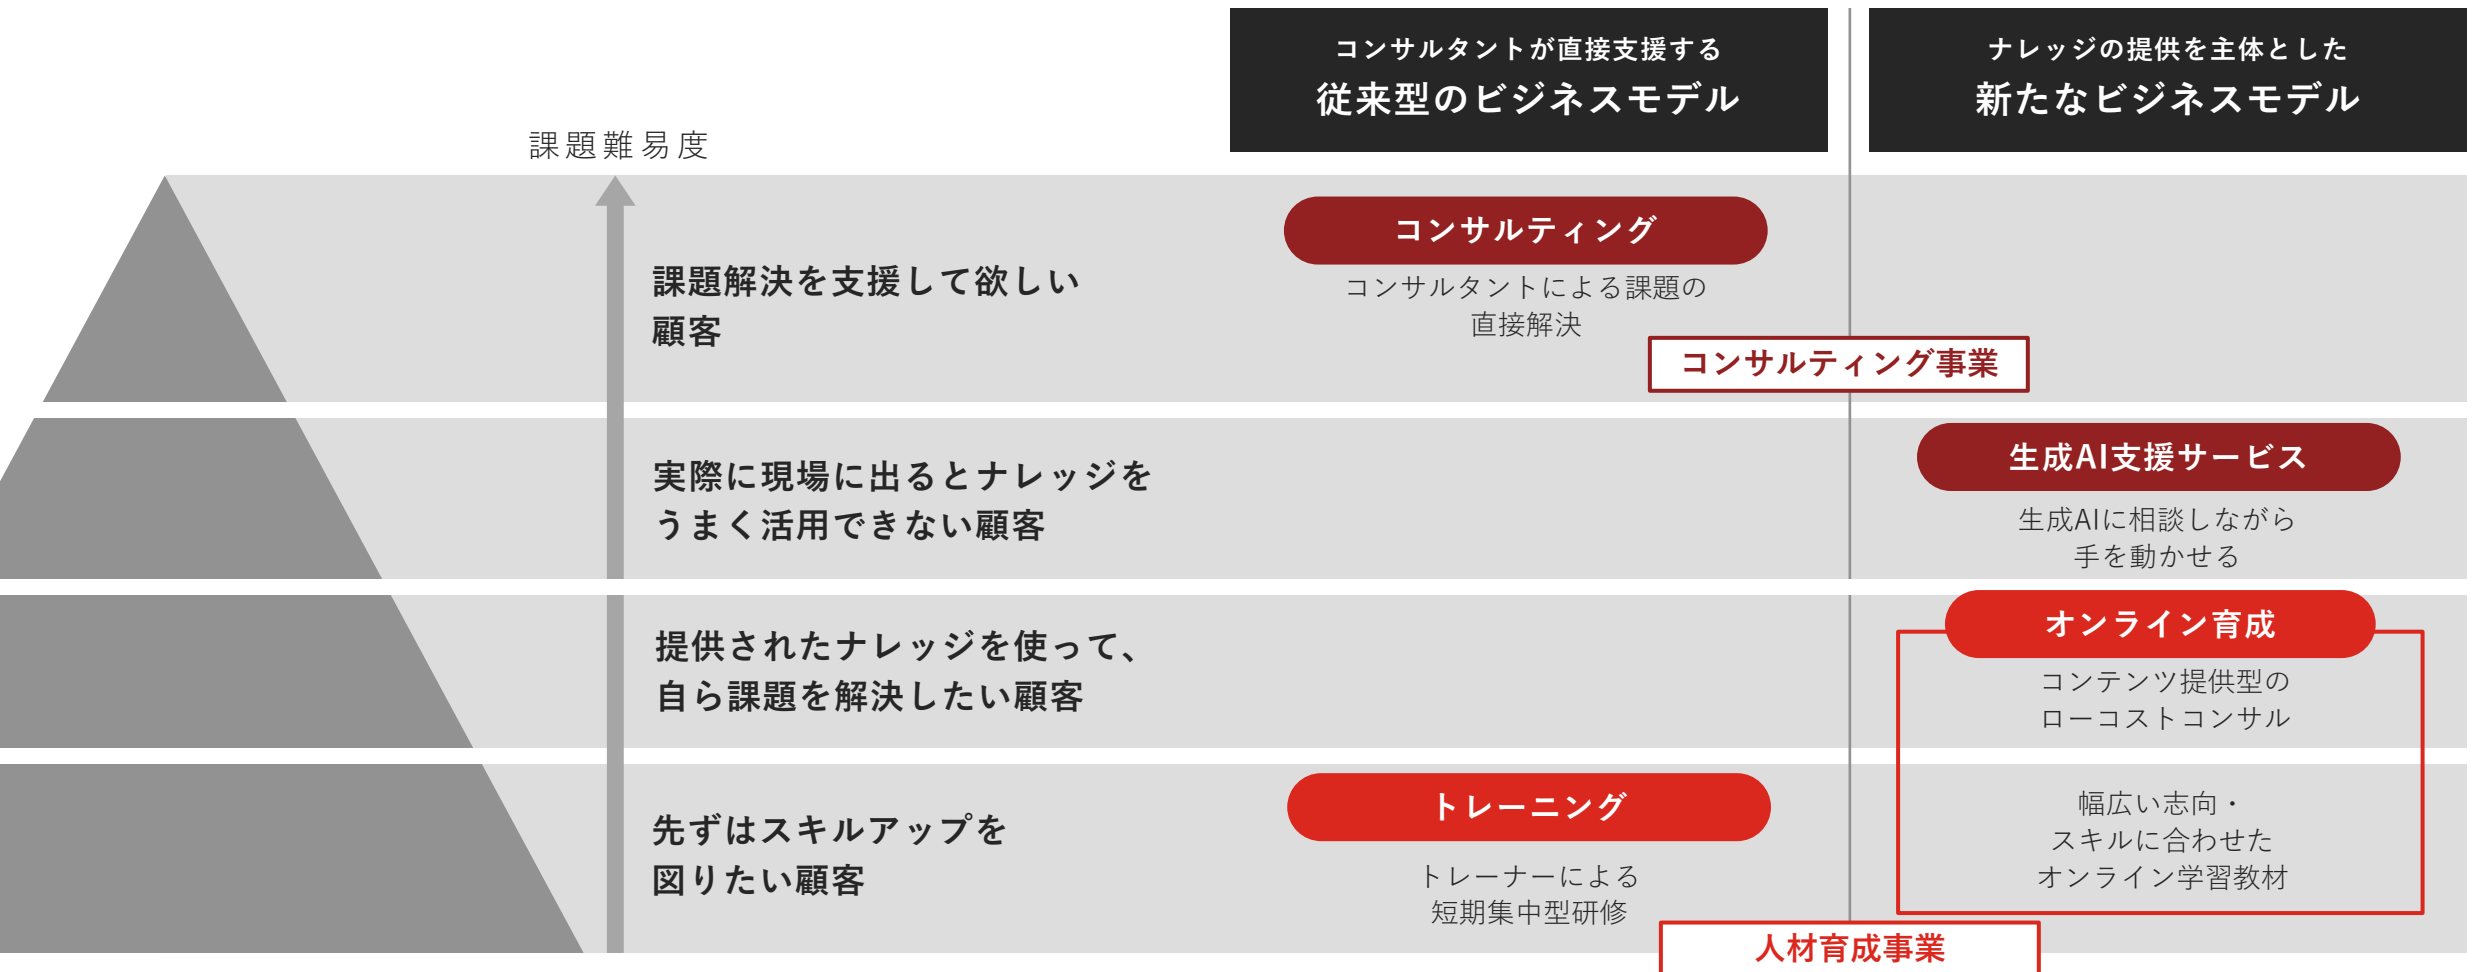 コンサルタントが直接支援する
従来型のビジネスモデル
ナレッジの提供を主体とした
新たなビジネスモデル
課題難易度
課題解決を支援して欲しい
顧客
コンサルティング
コンサルタントによる課題の
直接解決
コンサルティング事業
実際に現場に出るとナレッジを
うまく活用できない顧客
生成AI支援サービス
生成AIに相談しながら
手を動かせる
提供されたナレッジを使って、
自ら課題を解決したい顧客
オンライン育成
コンテンツ提供型の
ローコストコンサル
先ずはスキルアップを
図りたい顧客
トレーニング
トレーナーによる
短期集中型研修
幅広い志向・
スキルに合わせた
オンライン学習教材
人材育成事業